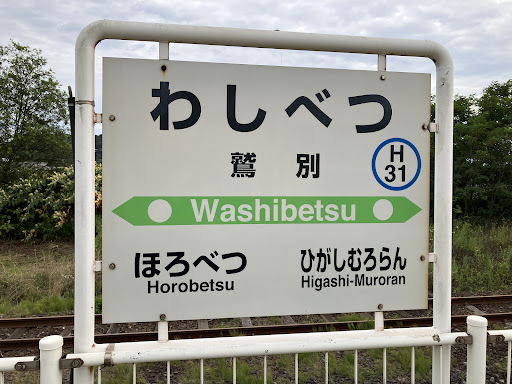 わしべつ
鷲別
H
31
Washibetsu
ほろべつ
Horobetsu
ひがしむろらん
Higashi-Muroran